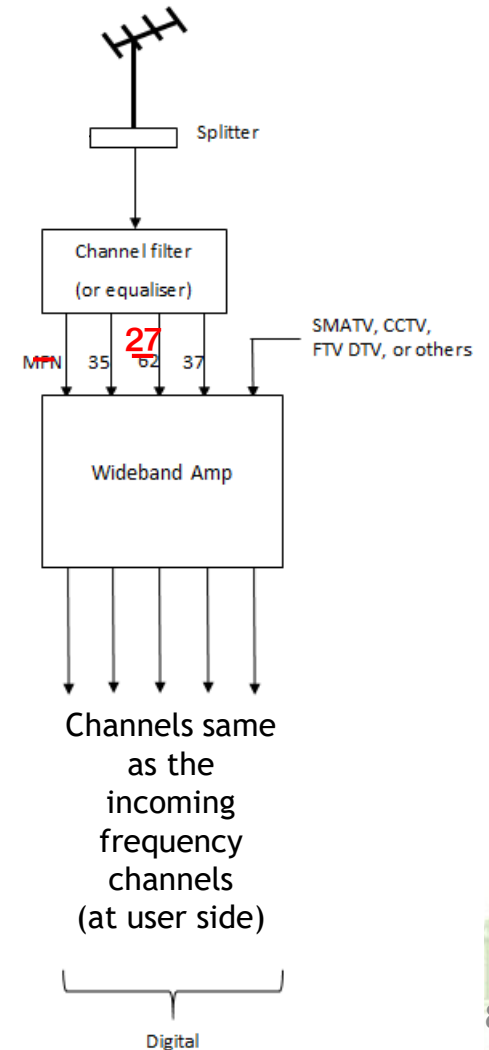 Splitter
Channel filter
(or equaliser)
27
MFN 35 62 37
SMATV, CCTV,
FTV DTV, or others
Wideband Amp
Channels same
as the
incoming
frequency
channels
(at user side)
Digital